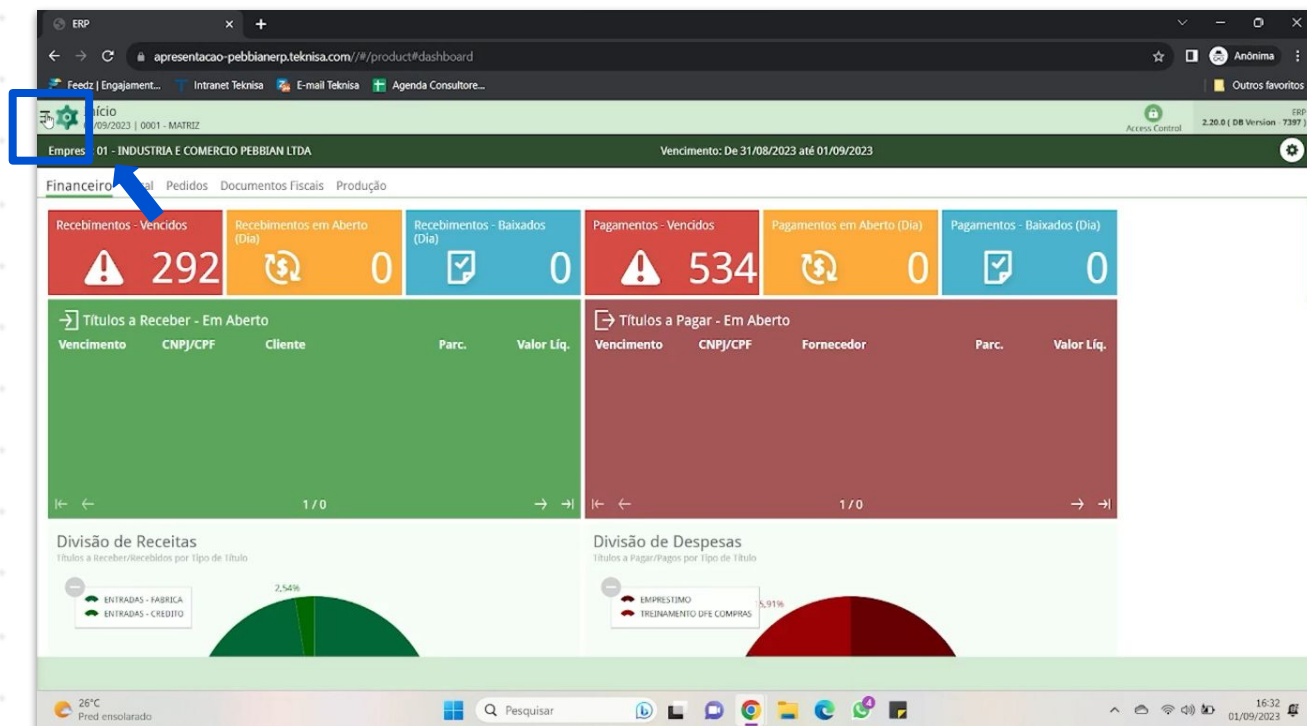 ERP
apresentacao-pebbianerp.teknisa.com//#/product#dashboard
Anônima
Feedz | Engajament...
Intranet Teknisa
E-mail Teknisa
Agenda Consultore...
Outros favoritos
Início
/09/2023 | 0001 - MATRIZ
Access Control
ERP
2.20.0 ( DB Version - 7397 )
Empres : 01 - INDUSTRIA E COMERCIO PEBBIAN LTDA
Vencimento: De 31/08/2023 até 01/09/2023
Financeiro
Pedidos
Documentos Fiscais
Produção
Recebimentos - Vencidos
292
Recebimentos em Aberto
(Dia)
0
Recebimentos - Baixados
(Dia)
0
Pagamentos - Vencidos
534
Pagamentos em Aberto (Dia)
0
Pagamentos - Baixados (Dia)
0
Títulos a Receber - Em Aberto
Vencimento CNPJ/CPF Cliente Parc. Valor Líq.
1 / 0
Títulos a Pagar - Em Aberto
Vencimento CNPJ/CPF Fornecedor Parc. Valor Líq.
1 / 0
Divisão de Receitas
Títulos a Receber/Recebidos por Tipo de Título
ENTRADAS - FABRICA
ENTRADAS - CREDITO
2,54%
Divisão de Despesas
Títulos a Pagar/Pagos por Tipo de Título
EMPRESTIMO
TREINAMENTO DFE COMPRAS
5,91%
26°C
Pred ensolarado
Pesquisar
4
16:32
01/09/2023